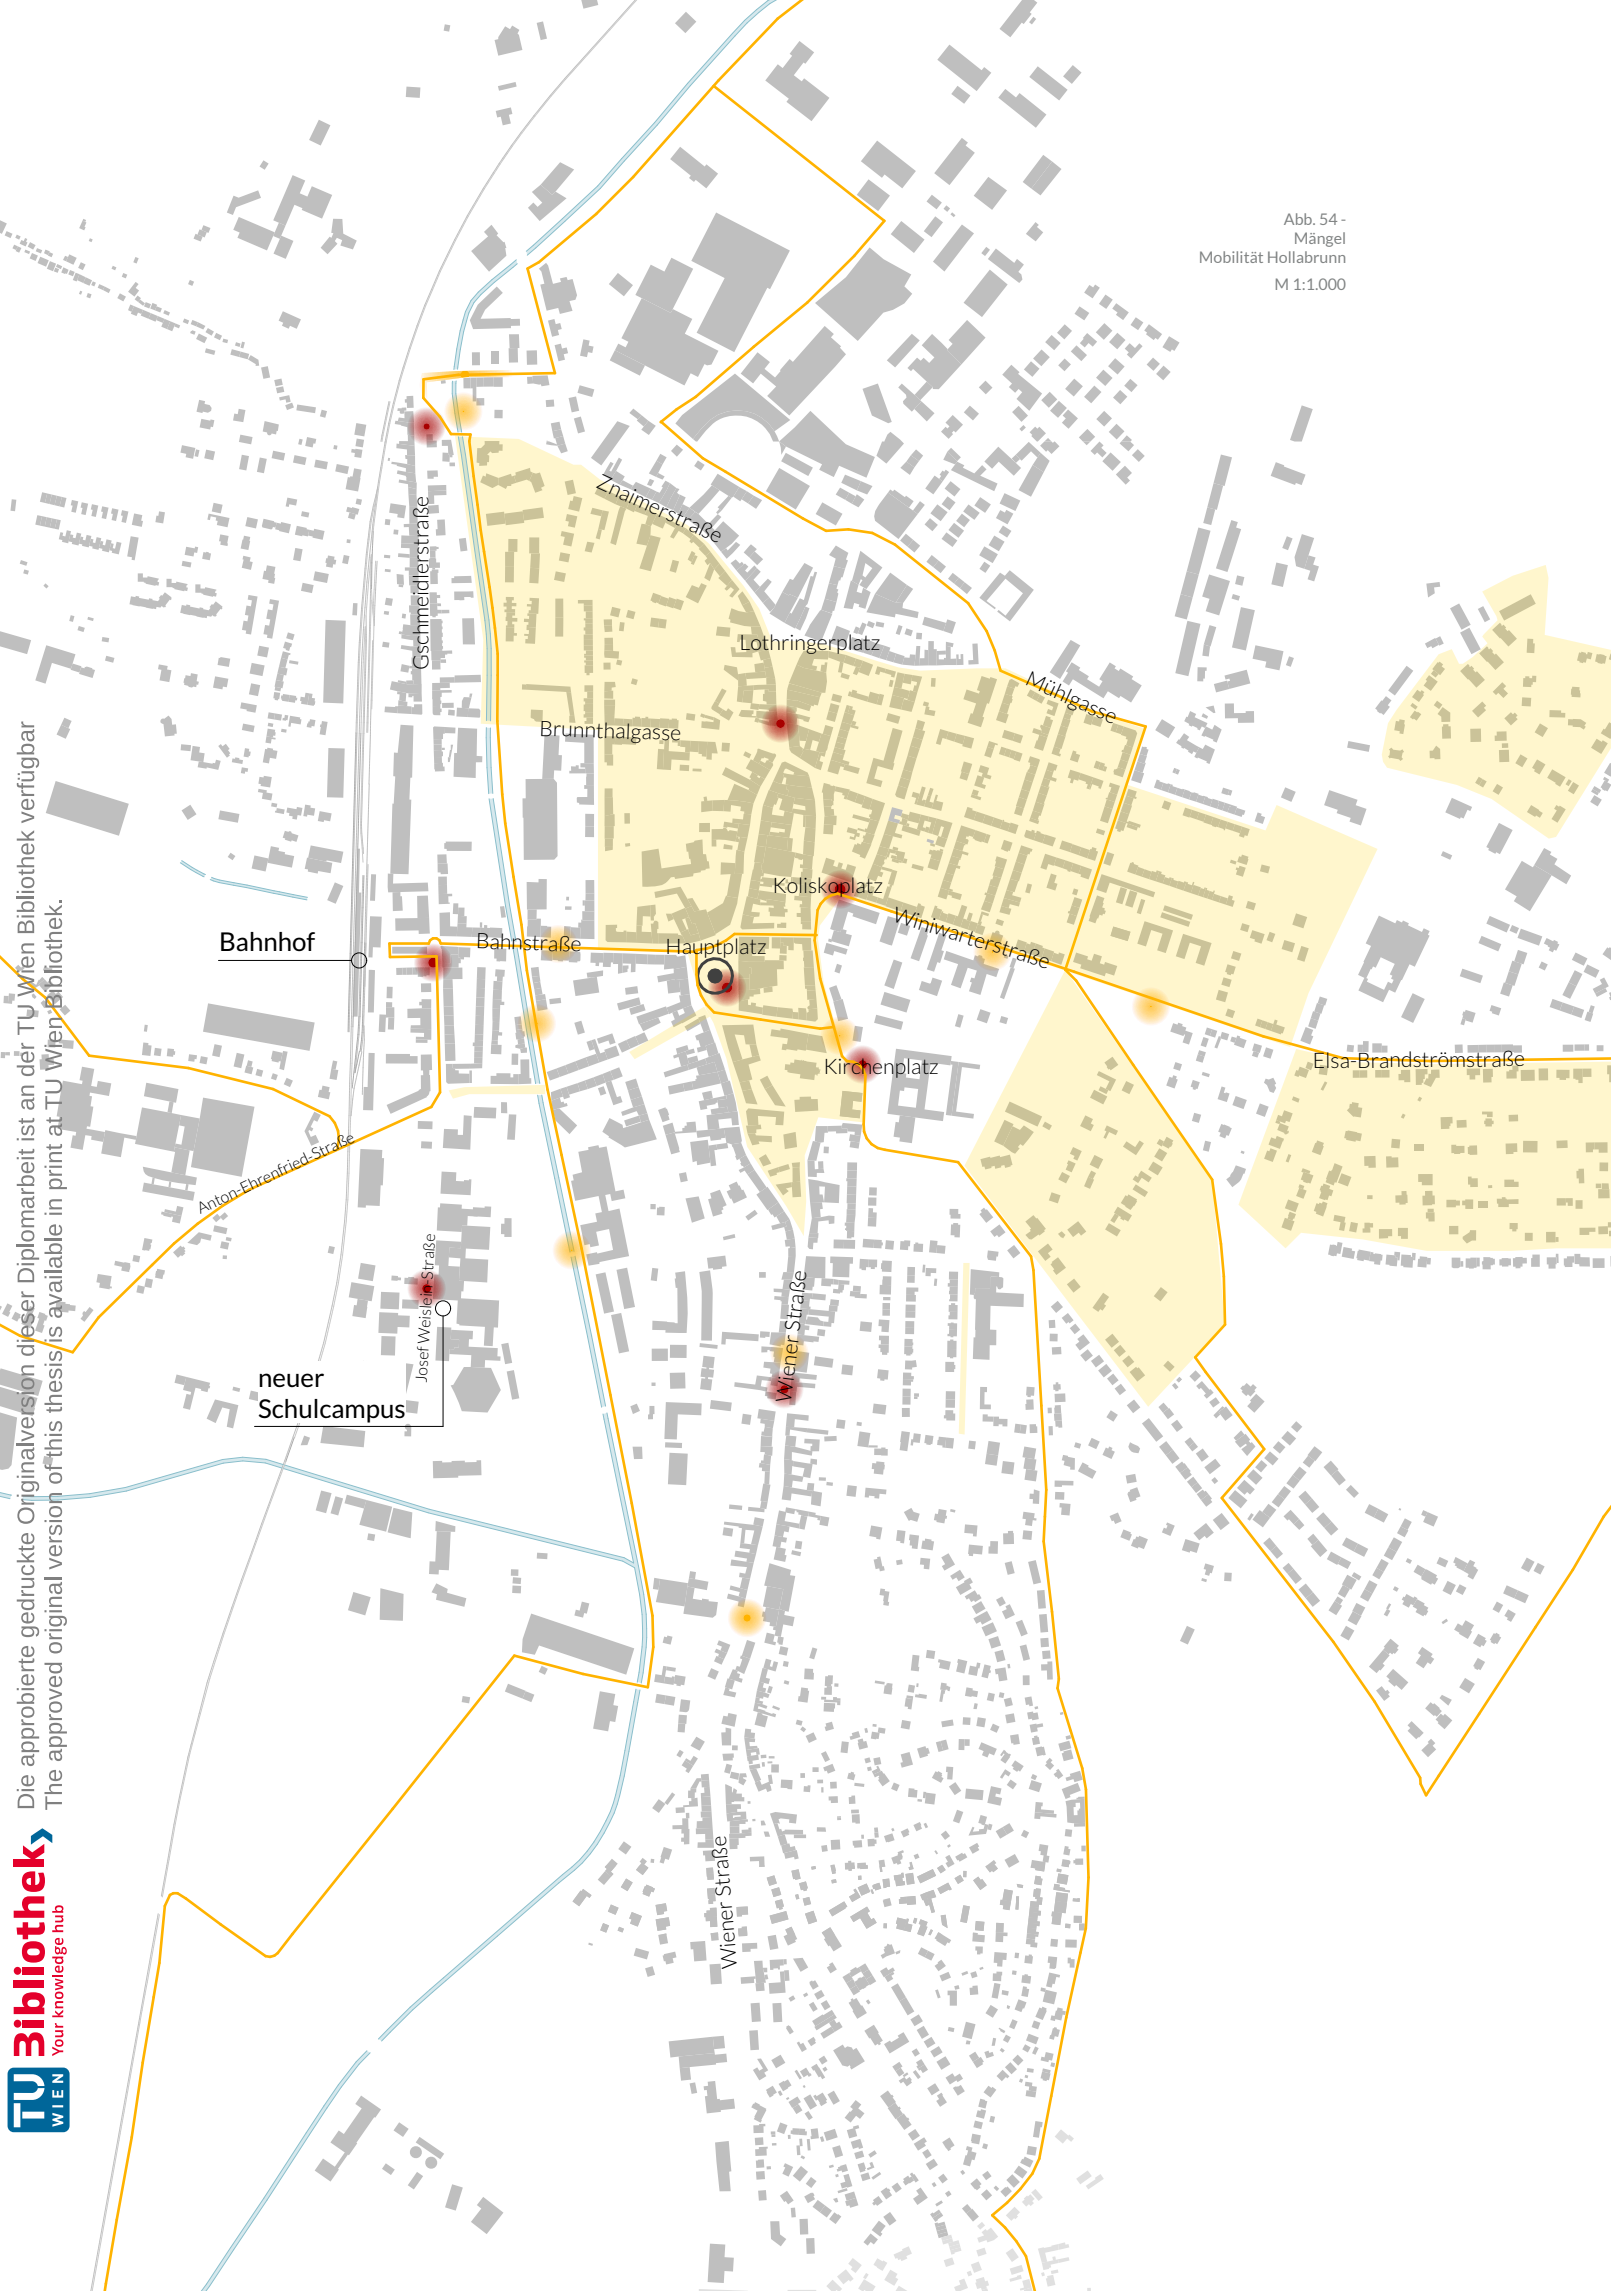 Abb. 54 -
Mängel
Mobilität Hollabrunn
M 1:1.000
Znaimerstraße
Gschmeidlerstraße
Lothringerplatz
Mühlgasse
Brunnthalgasse
Koliskoplatz
Winiwarterstraße
Bahnhof
Bahnstraße
Hauptplatz
Elsa-Brandströmstraße
Kirchenplatz
Anton-Ehrenfried-Straße
Josef Weislein-Straße
Wiener Straße
neuer
Schulcampus
Wiener Straße
Die approbierte gedruckte Originalversion dieser Diplomarbeit ist an der TU Wien Bibliothek verfügbar
The approved original version of this thesis is available in print at TU Wien Bibliothek.
TU
WIEN
Bibliothek
Your knowledge hub